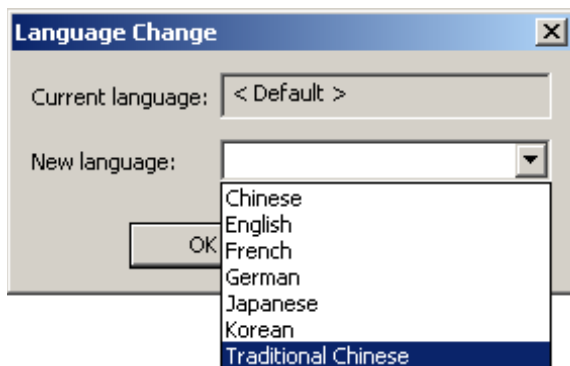 Language Change
Current language: < Default >
New language:
Chinese
English
OK
French
German
Japanese
Korean
Traditional Chinese